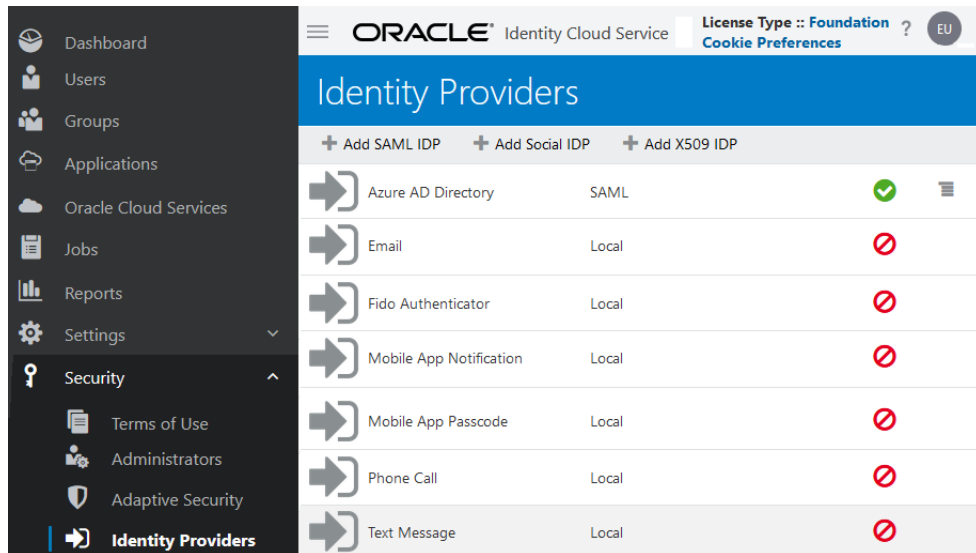 Dashboard
Users
Groups
Applications
Oracle Cloud Services
Jobs
Reports
Settings
Security
Terms of Use
Administrators
Adaptive Security
Identity Providers
ORACLE® Identity Cloud Service
License Type :: Foundation
Cookie Preferences
?
EU
Identity Providers
Add SAML IDP Add Social IDP Add X509 IDP
Azure AD Directory SAML
Email Local
Fido Authenticator Local
Mobile App Notification Local
Mobile App Passcode Local
Phone Call Local
Text Message Local